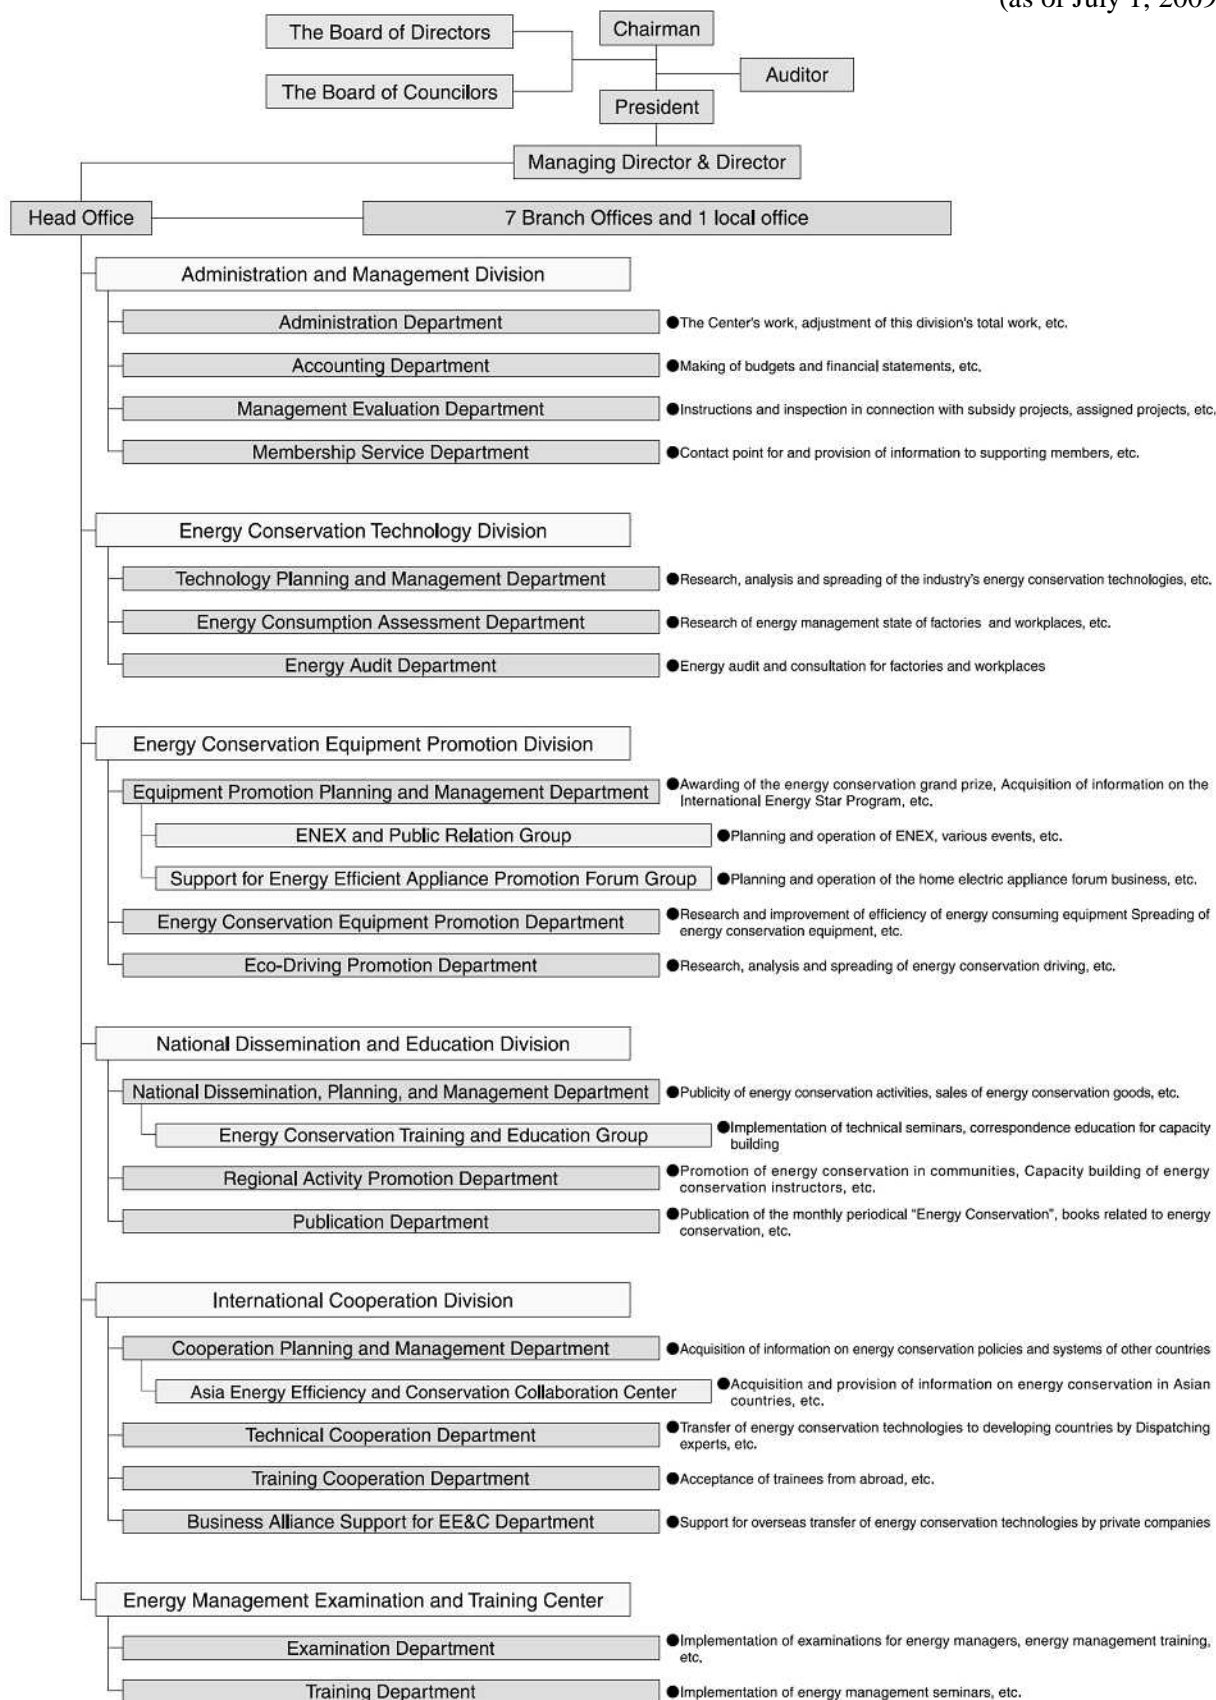 (as of July 1, 2009
The Board of Directors
Chairman
Auditor
The Board of Councilors
President
Managing Director & Director
Head Office
7 Branch Offices and 1 local office
Administration and Management Division
Administration Department
●The Center's work, adjustment of this division's total work, etc.
Accounting Department
●Making of budgets and financial statements, etc.
Management Evaluation Department
●Instructions and inspection in connection with subsidy projects, assigned projects, etc.
Membership Service Department
●Contact point for and provision of information to supporting members, etc.
Energy Conservation Technology Division
Technology Planning and Management Department
●Research, analysis and spreading of the industry's energy conservation technologies, etc.
Energy Consumption Assessment Department
●Research of energy management state of factories and workplaces, etc.
Energy Audit Department
●Energy audit and consultation for factories and workplaces
Energy Conservation Equipment Promotion Division
Equipment Promotion Planning and Management Department
●Awarding of the energy conservation grand prize, Acquisition of information on the
International Energy Star Program, etc.
ENEX and Public Relation Group
●Planning and operation of ENEX, various events, etc.
Support for Energy Efficient Appliance Promotion Forum Group
●Planning and operation of the home electric appliance forum business, etc.
Energy Conservation Equipment Promotion Department
●Research and improvement of efficiency of energy consuming equipment Spreading of
energy conservation equipment, etc.
Eco-Driving Promotion Department
●Research, analysis and spreading of energy conservation driving, etc.
National Dissemination and Education Division
National Dissemination, Planning, and Management Department
●Publicity of energy conservation activities, sales of energy conservation goods, etc.
Energy Conservation Training and Education Group
●Implementation of technical seminars, correspondence education for capacity
building
Regional Activity Promotion Department
●Promotion of energy conservation in communities, Capacity building of energy
conservation instructors, etc.
Publication Department
●Publication of the monthly periodical "Energy Conservation", books related to energy
conservation, etc.
International Cooperation Division
Cooperation Planning and Management Department
●Acquisition of information on energy conservation policies and systems of other countries
Asia Energy Efficiency and Conservation Collaboration Center
●Acquisition and provision of information on energy conservation in Asian
countries, etc.
Technical Cooperation Department
●Transfer of energy conservation technologies to developing countries by Dispatching
experts, etc.
Training Cooperation Department
●Acceptance of trainees from abroad, etc.
Business Alliance Support for EE&C Department
●Support for overseas transfer of energy conservation technologies by private companies
Energy Management Examination and Training Center
Examination Department
●Implementation of examinations for energy managers, energy management training,
etc.
Training Department
●Implementation of energy management seminars, etc.